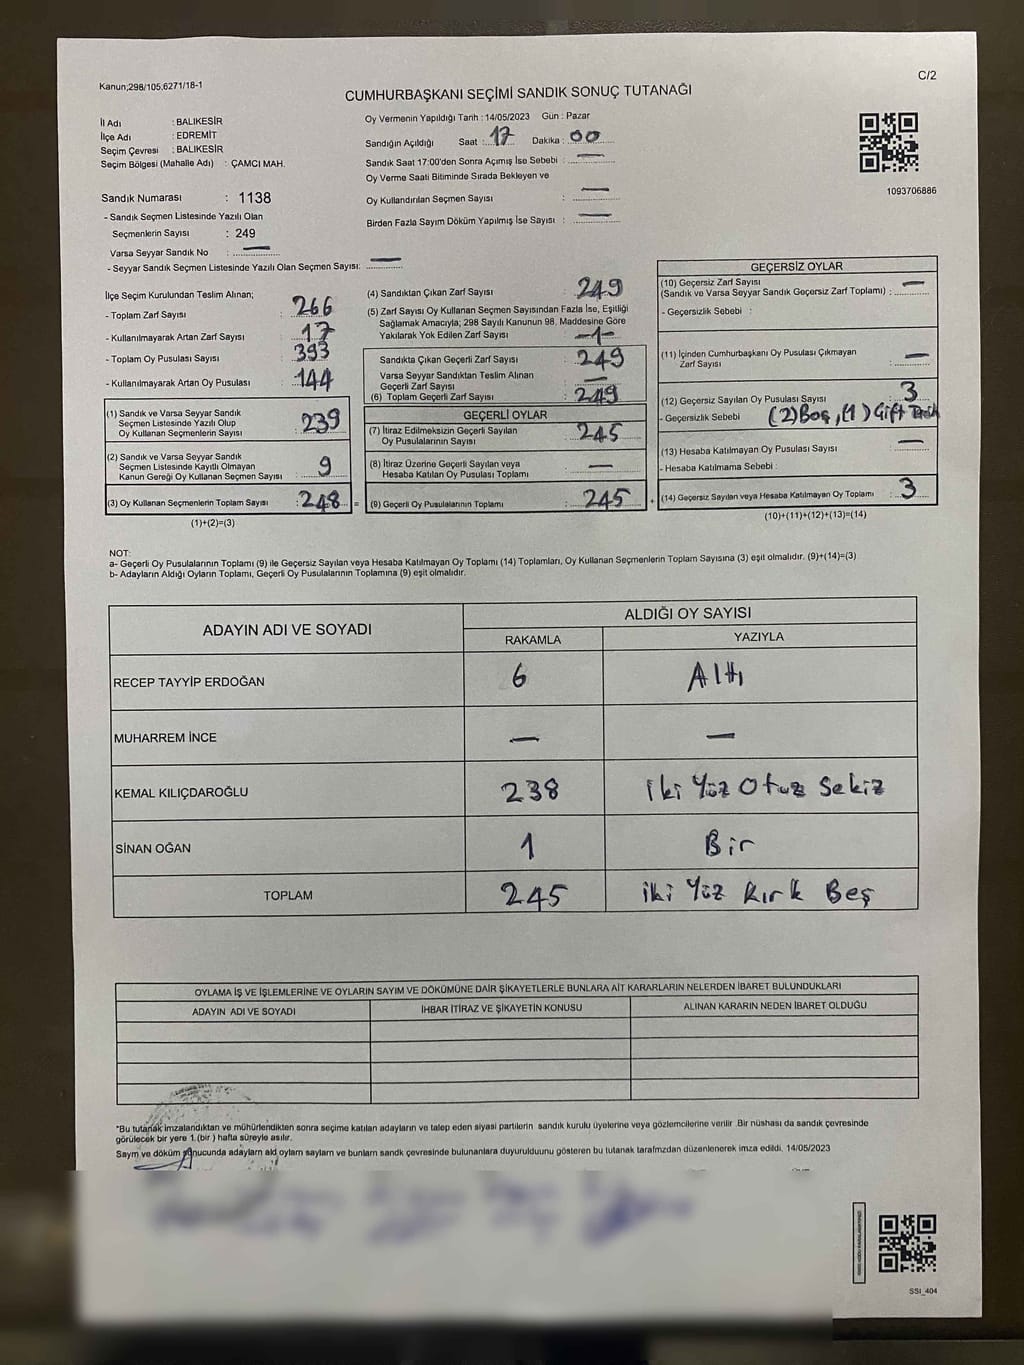 Kanun;298/105;6271/18-1
C/2
CUMHURBAŞKANI SEÇİMİ SANDIK SONUÇ TUTANAĞI
İl Adı : BALIKESİR
İlçe Adı : EDREMİT
Seçim Çevresi : BALIKESİR
Seçim Bölgesi (Mahalle Adı) : ÇAMCI MAH.
Oy Vermenin Yapıldığı Tarih : 14/05/2023 Gün : Pazar
Sandığın Açıldığı Saat : 17 Dakika : 00
Sandık Saat 17:00'den Sonra Açımış İse Sebebi : —
Oy Verme Saati Bitiminde Sırada Bekleyen ve
Oy Kullandırılan Seçmen Sayısı : —
Birden Fazla Sayım Döküm Yapılmış İse Sayısı : —
1093706886
Sandık Numarası : 1138
- Sandık Seçmen Listesinde Yazılı Olan
Seçmenlerin Sayısı : 249
Varsa Seyyar Sandık No : —
- Seyyar Sandık Seçmen Listesinde Yazılı Olan Seçmen Sayısı: —
İlçe Seçim Kurulundan Teslim Alınan;
- Toplam Zarf Sayısı : 266
- Kullanılmayarak Artan Zarf Sayısı : 17
- Toplam Oy Pusulası Sayısı : 393
- Kullanılmayarak Artan Oy Pusulası : 144
(1) Sandık ve Varsa Seyyar Sandık
Seçmen Listesinde Yazılı Olup
Oy Kullanan Seçmenlerin Sayısı : 239
(2) Sandık ve Varsa Seyyar Sandık
Seçmen Listesinde Kayıtlı Olmayan
Kanun Gereği Oy Kullanan Seçmen Sayısı : 9
(3) Oy Kullanan Seçmenlerin Toplam Sayısı : 248 =
(1)+(2)=(3)
(4) Sandıktan Çıkan Zarf Sayısı : 249
(5) Zarf Sayısı Oy Kullanan Seçmen Sayısından Fazla İse, Eşitliği
Sağlamak Amacıyla; 298 Sayılı Kanunun 98. Maddesine Göre
Yakılarak Yok Edilen Zarf Sayısı : -1-
Sandıkta Çıkan Geçerli Zarf Sayısı : 249
Varsa Seyyar Sandıktan Teslim Alınan
Geçerli Zarf Sayısı : —
(6) Toplam Geçerli Zarf Sayısı : 249
GEÇERLİ OYLAR
(7) İtiraz Edilmeksizin Geçerli Sayılan
Oy Pusulalarının Sayısı : 245
(8) İtiraz Üzerine Geçerli Sayılan veya
Hesaba Katılan Oy Pusulası Toplamı : —
(9) Geçerli Oy Pusulalarının Toplamı : 245 +
GEÇERSİZ OYLAR
(10) Geçersiz Zarf Sayısı
(Sandık ve Varsa Seyyar Sandık Geçersiz Zarf Toplamı) : —
- Geçersizlik Sebebi :
(11) İçinden Cumhurbaşkanı Oy Pusulası Çıkmayan
Zarf Sayısı : —
(12) Geçersiz Sayılan Oy Pusulası Sayısı : 3
- Geçersizlik Sebebi (2) Boş, (1) Gift
(13) Hesaba Katılmayan Oy Pusulası Sayısı : —
- Hesaba Katılmama Sebebi :
(14) Geçersiz Sayılan veya Hesaba Katılmayan Oy Toplamı : 3
(10)+(11)+(12)+(13)=(14)
NOT:
a- Geçerli Oy Pusulalarının Toplamı (9) ile Geçersiz Sayılan veya Hesaba Katılmayan Oy Toplamı (14) Toplamları, Oy Kullanan Seçmenlerin Toplam Sayısına (3) eşit olmalıdır. (9)+(14)=(3)
b- Adayların Aldığı Oyların Toplamı, Geçerli Oy Pusulalarının Toplamına (9) eşit olmalıdır.
ADAYIN ADI VE SOYADI ALDIĞI OY SAYISI
RAKAMLA YAZIYLA
RECEP TAYYİP ERDOĞAN 6 Altı
MUHARREM İNCE — —
KEMAL KILIÇDAROĞLU 238 İki Yüz Otuz Sekiz
SİNAN OĞAN 1 Bir
TOPLAM 245 İki Yüz Kırk Beş
OYLAMA İŞ VE İŞLEMLERİNE VE OYLARIN SAYIM VE DÖKÜMÜNE DAİR ŞİKAYETLERLE BUNLARA AİT KARARLARIN NELERDEN İBARET BULUNDUKLARI
ADAYIN ADI VE SOYADI İHBAR İTİRAZ VE ŞİKAYETİN KONUSU ALINAN KARARIN NEDEN İBARET OLDUĞU
*Bu tutanak imzalandıktan ve mühürlendikten sonra seçime katılan adayların ve talep eden siyasi partilerin sandık kurulu üyelerine veya gözlemcilerine verilir .Bir nüshası da sandık çevresinde
görülecek bir yere 1.(bir ) hafta süreyle asılır.
Saym ve döküm sonucunda adaylarn ald oylarn saylarn ve bunlarn sandk çevresinde bulunanlara duyurulduunu gösteren bu tutanak tarafmzdan düzenlenerek imza edildi. 14/05/2023
SSI_404